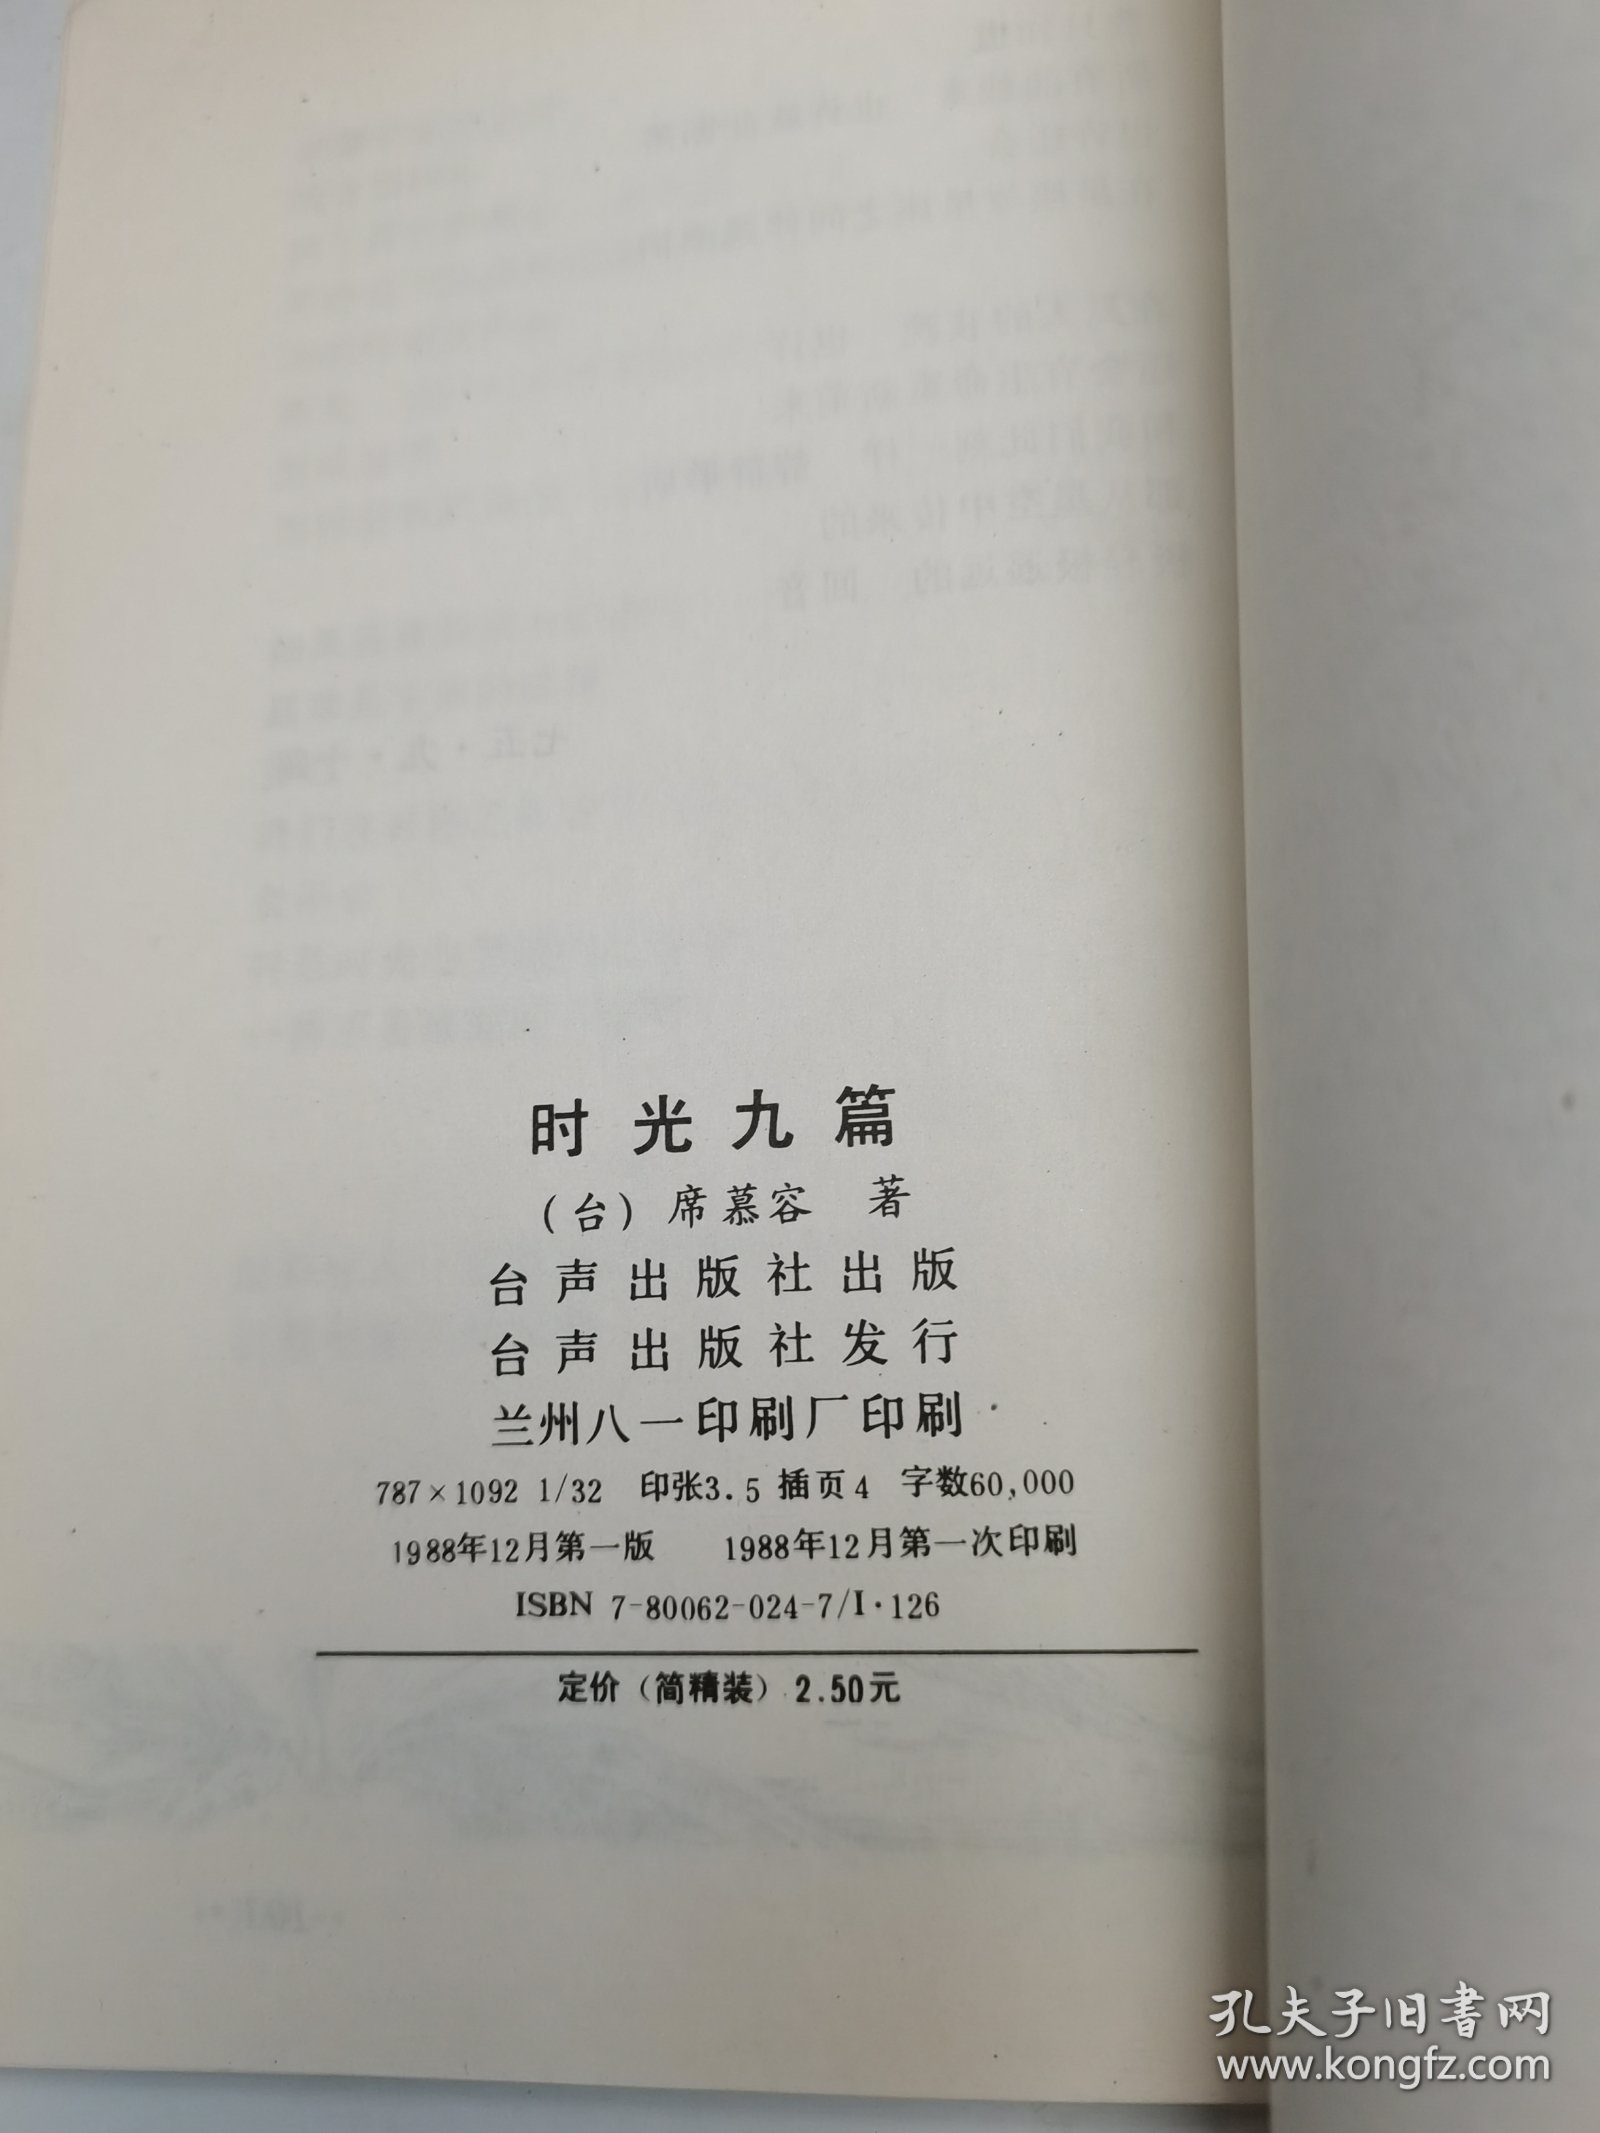 时光九篇
（台）席慕容 著
台声出版社出版
台声出版社发行
兰州八一印刷厂印刷
787×1092 1/32 印张3.5 插页4 字数60,000
1988年12月第一版 1988年12月第一次印刷
ISBN 7-80062-024-7/I·126
定价（简精装）2.50元
孔夫子旧书网
www.kongfz.com